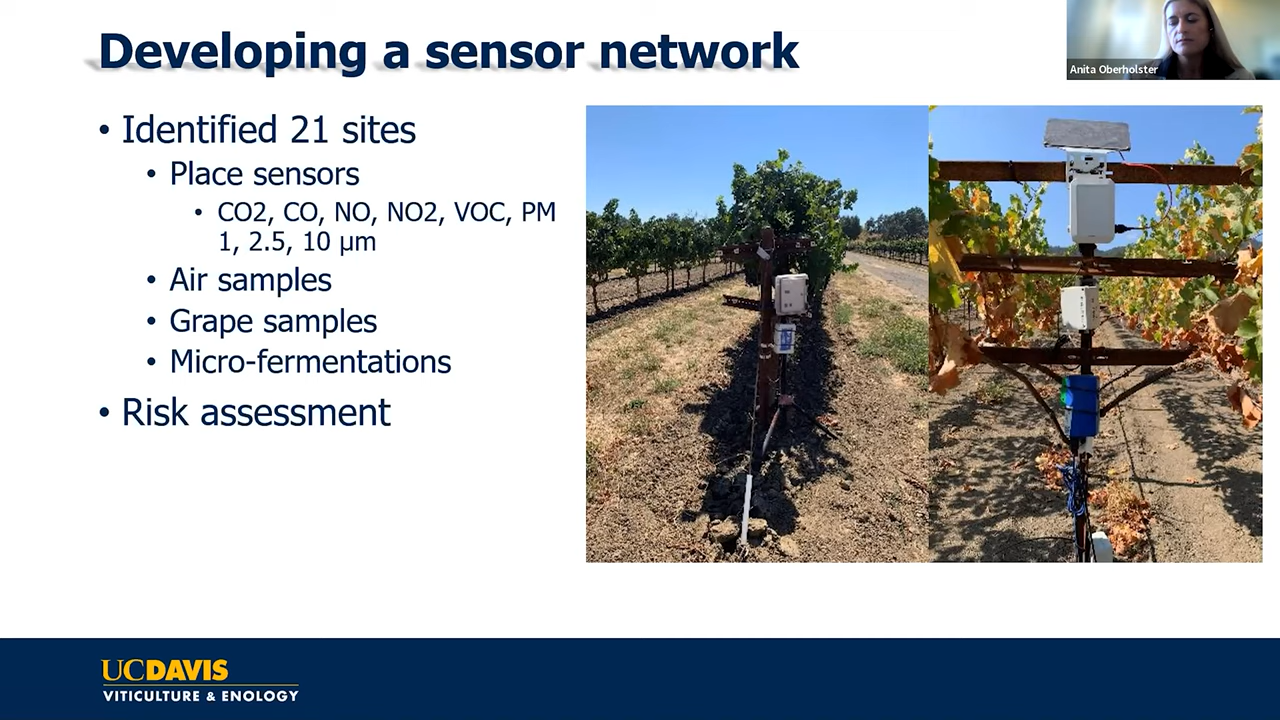 Developing a sensor network
Anita Oberholster
• Identified 21 sites
• Place sensors
• CO2, CO, NO, NO2, VOC, PM
1, 2.5, 10 µm
• Air samples
• Grape samples
• Micro-fermentations
• Risk assessment
UCDAVIS
VITICULTURE & ENOLOGY